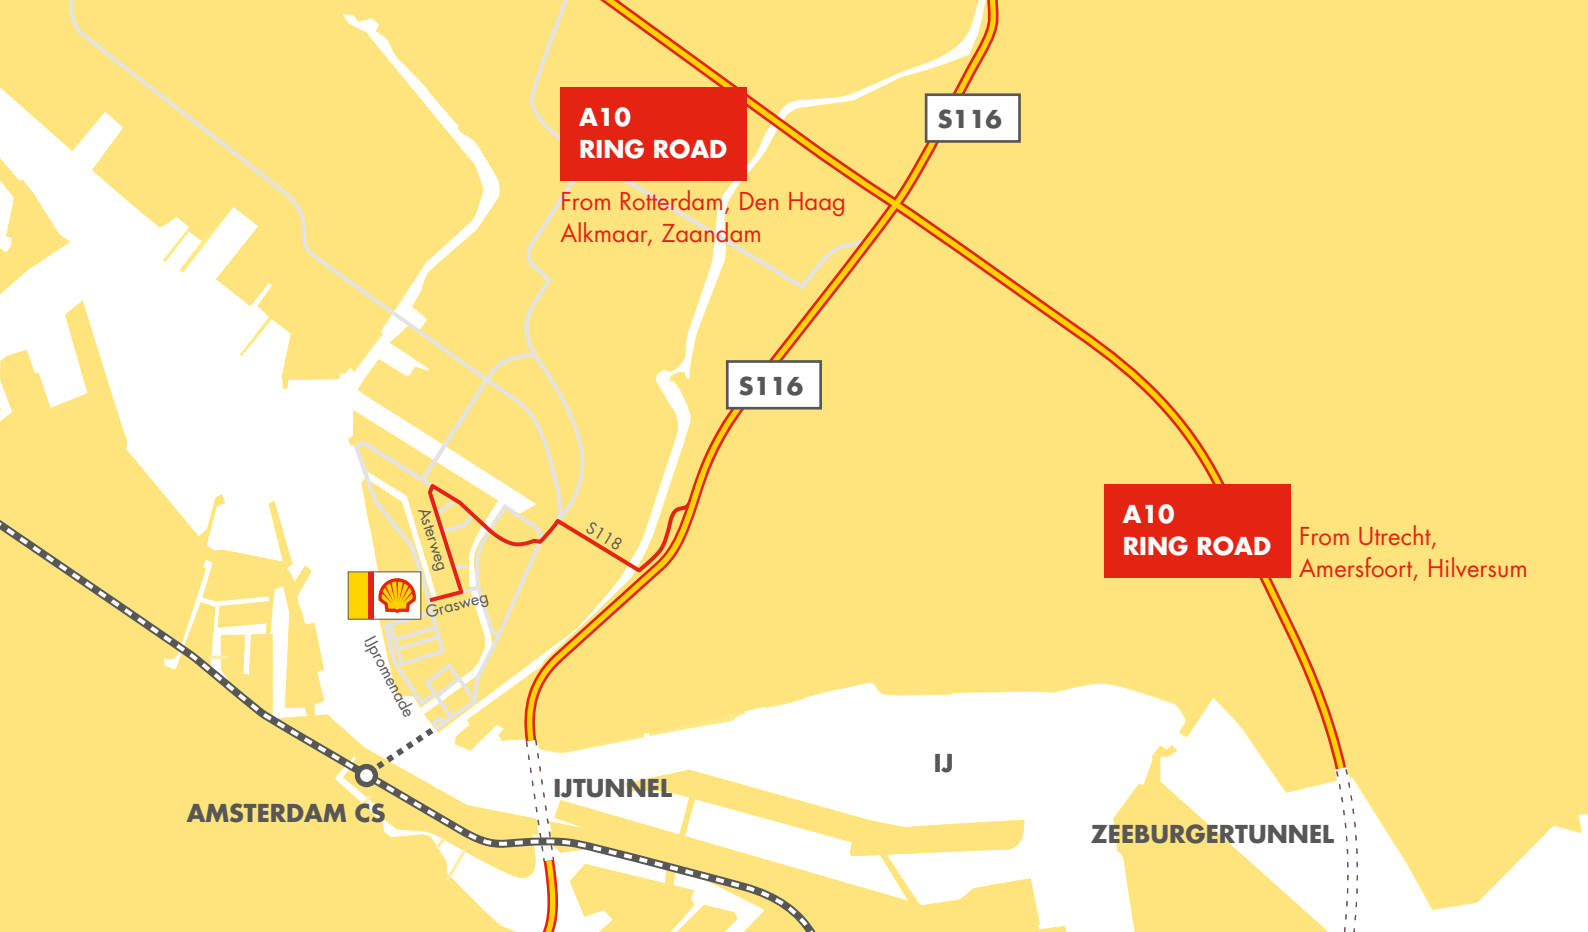 A10
RING ROAD
From Rotterdam, Den Haag
Alkmaar, Zaandam
S116
S116
A10
RING ROAD
From Utrecht,
Amersfoort, Hilversum
S118
Asterweg
Grasweg
IJpromenade
IJTUNNEL
IJ
AMSTERDAM CS
ZEEBURGERTUNNEL